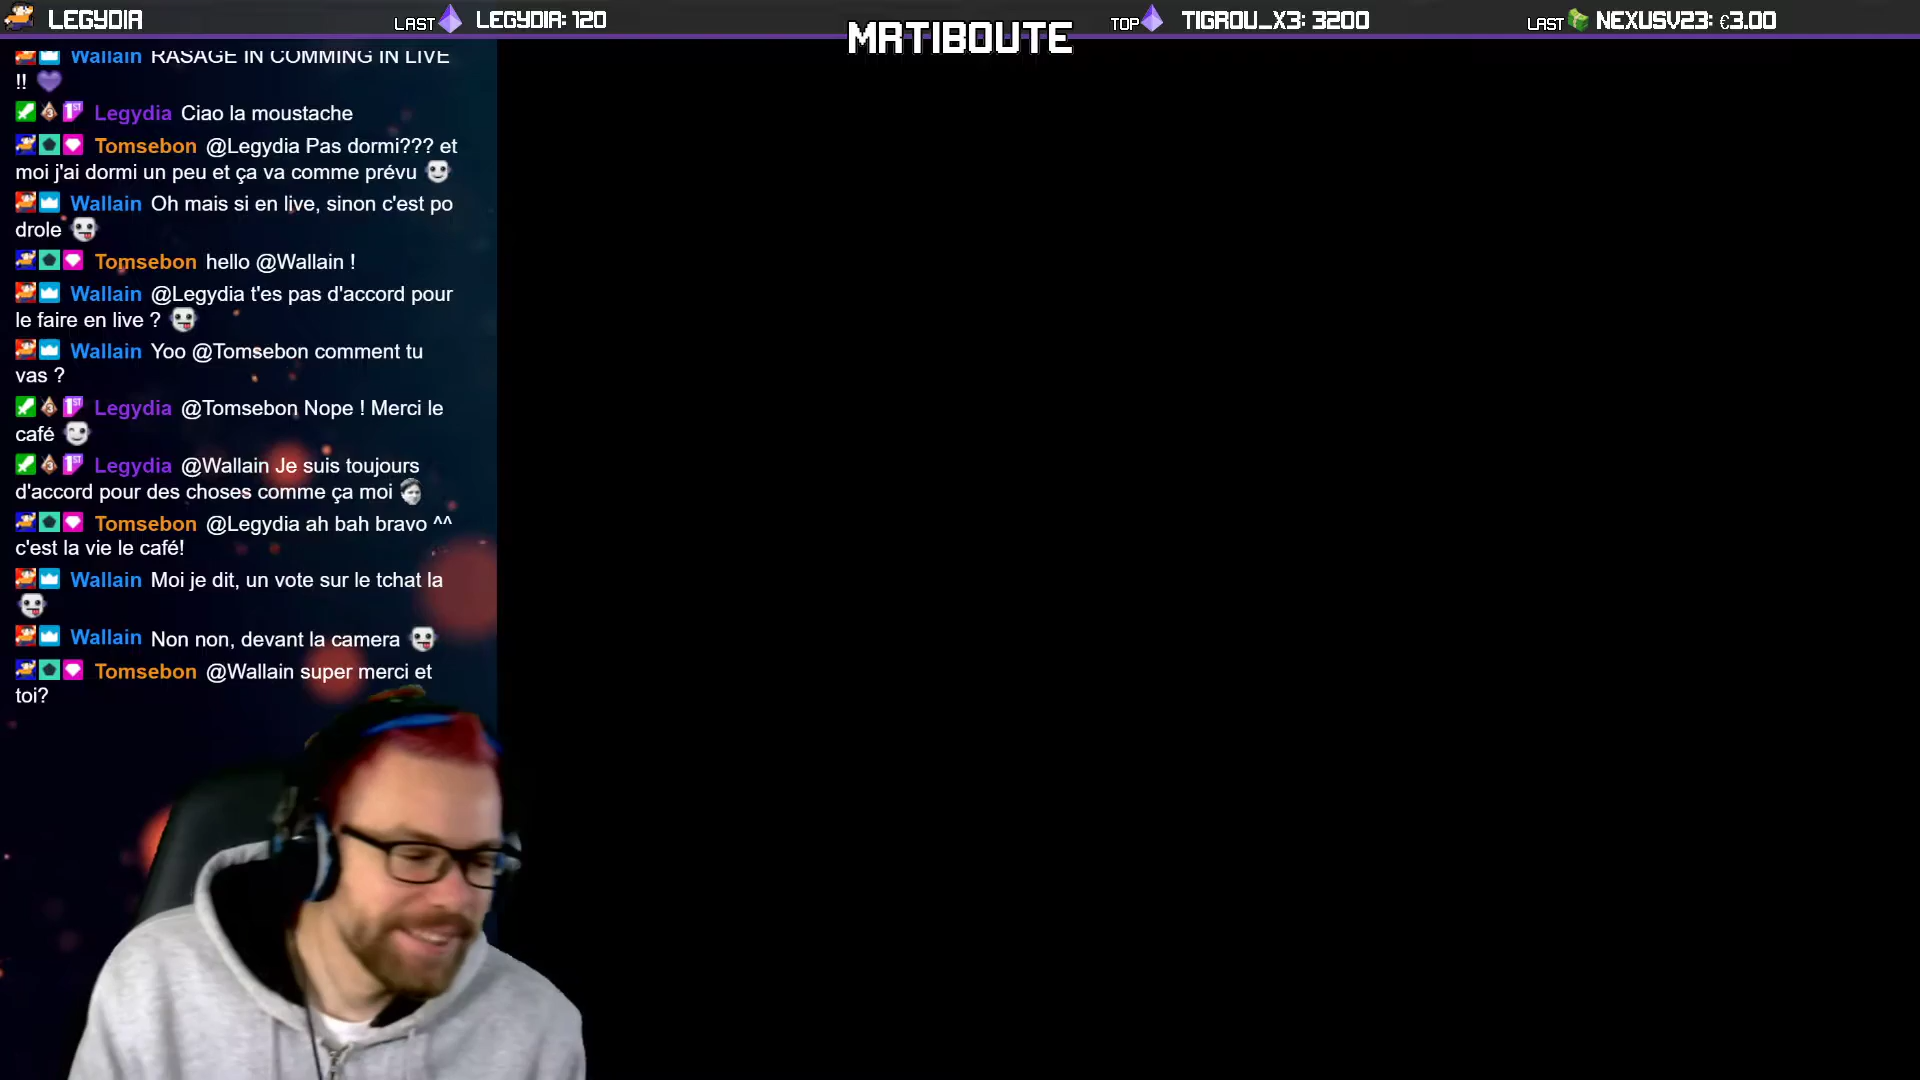 LEGYDIA LAST LEGYDIA: 120 MRTIBOUTE TOP TIGROU_X3: 3200 LAST NEXUSV23: €3.00
Wallain RASAGE IN COMMING IN LIVE
!!
Legydia Ciao la moustache
Tomsebon @Legydia Pas dormi??? et
moi j'ai dormi un peu et ça va comme prévu
Wallain Oh mais si en live, sinon c'est po
drole
Tomsebon hello @Wallain !
Wallain @Legydia t'es pas d'accord pour
le faire en live ?
Wallain Yoo @Tomsebon comment tu
vas ?
Legydia @Tomsebon Nope ! Merci le
café
Legydia @Wallain Je suis toujours
d'accord pour des choses comme ça moi
Tomsebon @Legydia ah bah bravo ^^
c'est la vie le café!
Wallain Moi je dit, un vote sur le tchat la
Wallain Non non, devant la camera
Tomsebon @Wallain super merci et
toi?